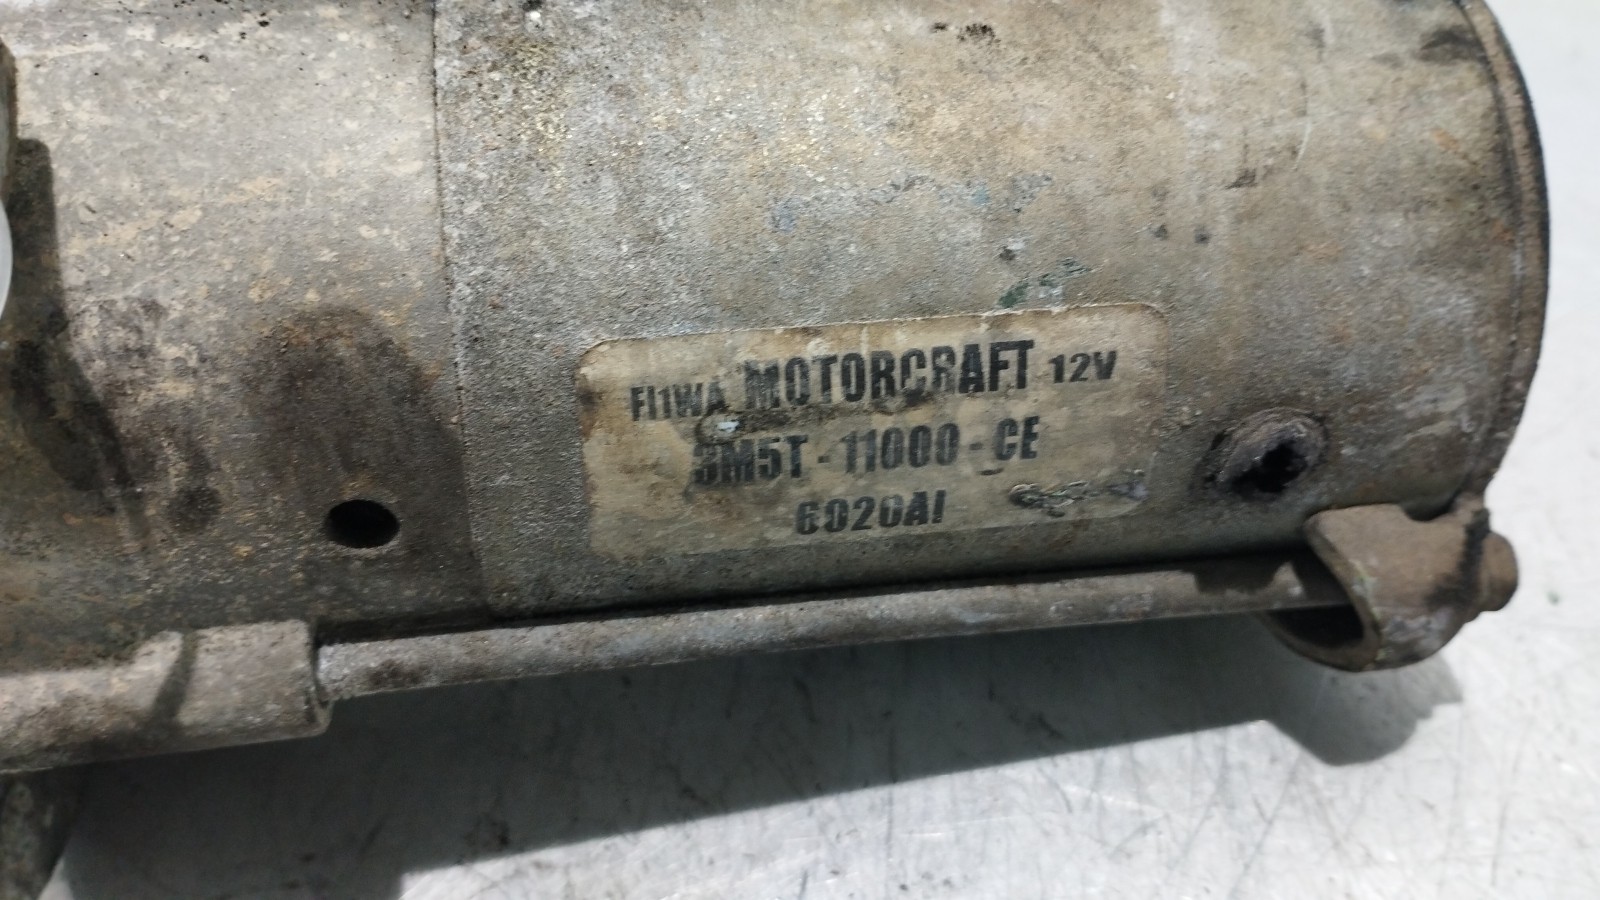 FI1WA MOTORCRAFT 12V
3M5T - 11000 - CE
6020AI